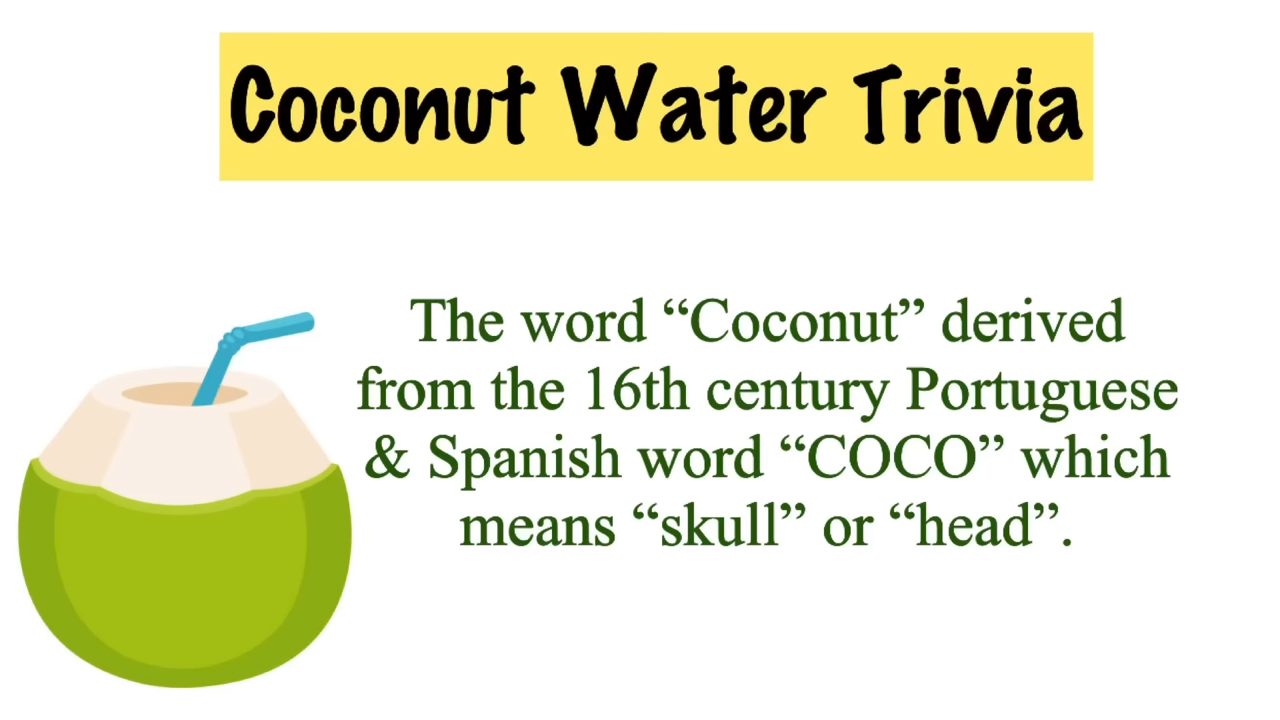 Coconut Water Trivia
The word “Coconut” derived
from the 16th century Portuguese
& Spanish word “COCO” which
means “skull” or “head”.